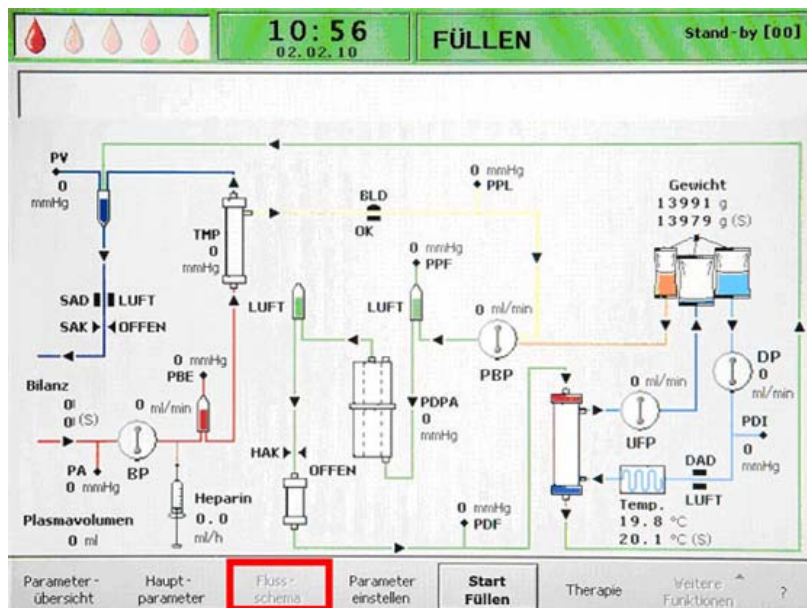 10:56
02.02.10
FÜLLEN
Stand-by [00]
PV
0
mmHg
TMP
0
mmHg
BLD
OK
0 mmHg
PPL
Gewicht
13991 g
13979 g (S)
0 mmHg
PPF
SAD LUFT
SAK OFFEN
LUFT
LUFT
0 ml/min
PBP
0 mmHg
PBE
Bilanz
0
0 (S)
0 ml/min
PA
0 mmHg
BP
PDPA
0
mmHg
0 ml/min
UFP
DP
0
ml/min
PDI
0
mmHg
HAK
OFFEN
DAD
LUFT
Heparin
0.0
ml/h
Plasmavolumen
0 ml
0 mmHg
PDF
Temp.
19.8 °C
20.1 °C (S)
Parameter-
übersicht
Haupt-
parameter
Fluss-
schema
Parameter
einstellen
Start
Füllen
Therapie
Weitere
Funktionen
?